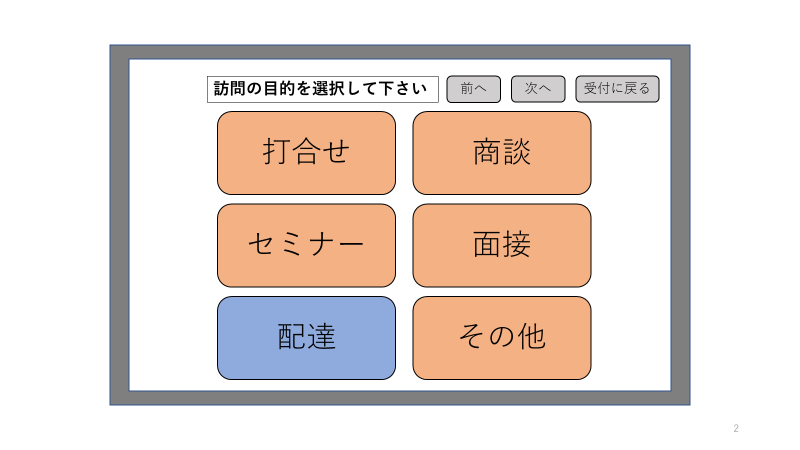 訪問の目的を選択して下さい
前へ
次へ
受付に戻る
打合せ
商談
セミナー
面接
配達
その他
2